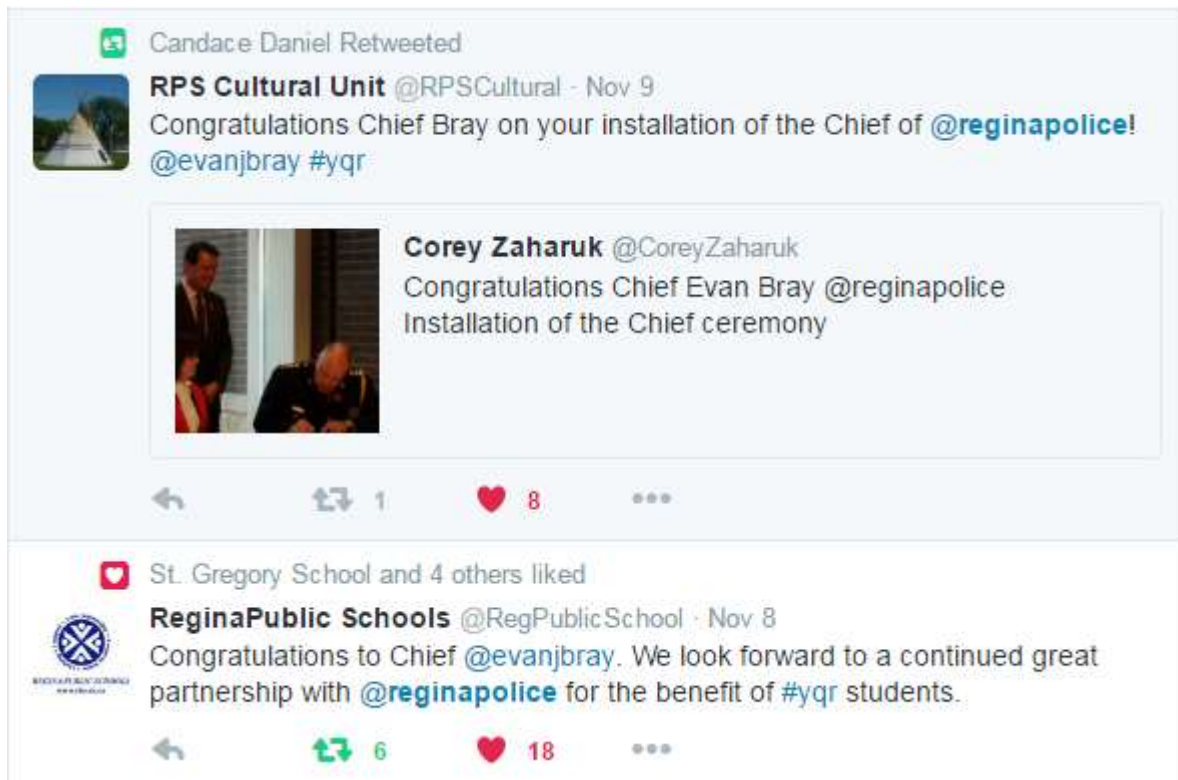 Candace Daniel Retweeted
RPS Cultural Unit @RPSCultural · Nov 9
Congratulations Chief Bray on your installation of the Chief of @reginapolice!
@evanjbray #yqr
Corey Zaharuk @CoreyZaharuk
Congratulations Chief Evan Bray @reginapolice
Installation of the Chief ceremony
1 8
St. Gregory School and 4 others liked
ReginaPublic Schools @RegPublicSchool · Nov 8
Congratulations to Chief @evanjbray. We look forward to a continued great
partnership with @reginapolice for the benefit of #yqr students.
REGINA PUBLIC SCHOOLS
6 18